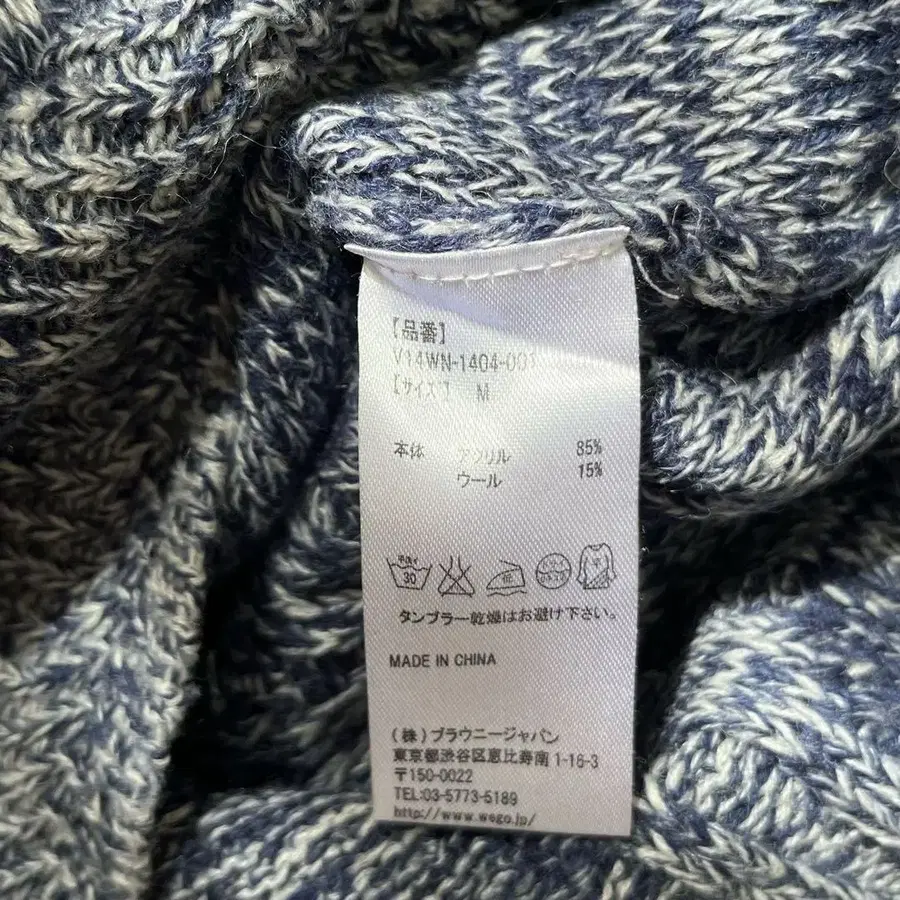 【品番】
V14WN-1404-001
【サイズ】 M
本体 アクリル 85%
ウール 15%
30 中
タンブラー乾燥はお避け下さい。
MADE IN CHINA
(株)ブラウニージャパン
東京都渋谷区恵比寿南1-16-3
〒150-0022
TEL:03-5773-5189
http://www.wego.jp/